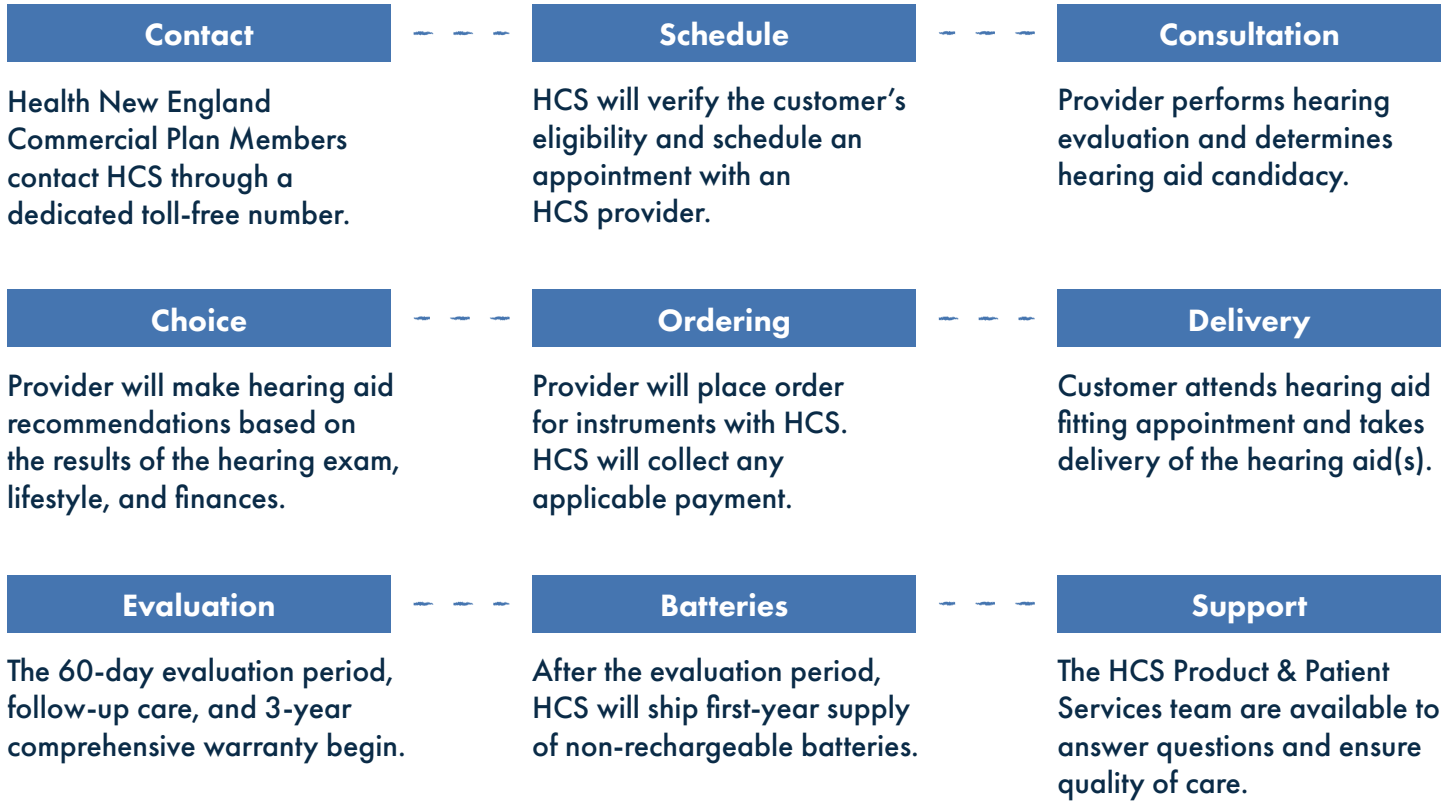 Contact
Health New England
Commercial Plan Members
contact HCS through a
dedicated toll-free number.
Schedule
HCS will verify the customer’s
eligibility and schedule an
appointment with an
HCS provider.
Consultation
Provider performs hearing
evaluation and determines
hearing aid candidacy.
Choice
Provider will make hearing aid
recommendations based on
the results of the hearing exam,
lifestyle, and finances.
Ordering
Provider will place order
for instruments with HCS.
HCS will collect any
applicable payment.
Delivery
Customer attends hearing aid
fitting appointment and takes
delivery of the hearing aid(s).
Evaluation
The 60-day evaluation period,
follow-up care, and 3-year
comprehensive warranty begin.
Batteries
After the evaluation period,
HCS will ship first-year supply
of non-rechargeable batteries.
Support
The HCS Product & Patient
Services team are available to
answer questions and ensure
quality of care.